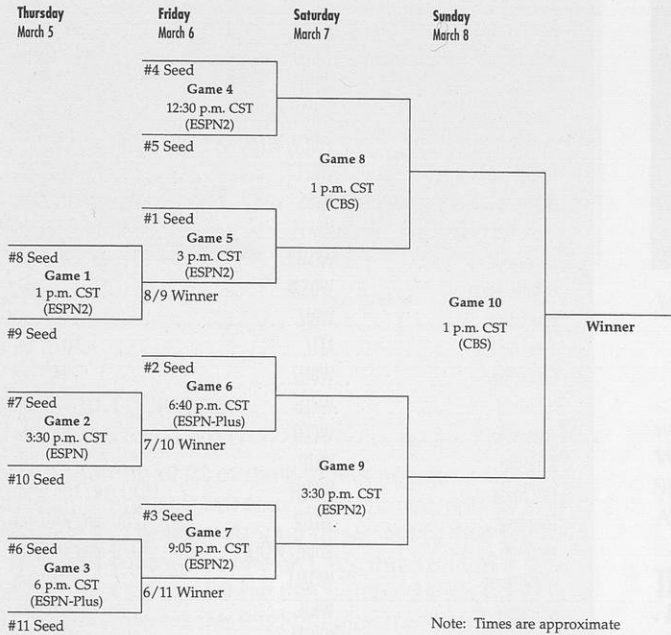 Thursday
March 5
Friday
March 6
Saturday
March 7
Sunday
March 8
#8 Seed
Game 1
1 p.m. CST
(ESPN2)
#9 Seed
#7 Seed
Game 2
3:30 p.m. CST
(ESPN)
#10 Seed
#6 Seed
Game 3
6 p.m. CST
(ESPN-Plus)
#11 Seed
#4 Seed
Game 4
12:30 p.m. CST
(ESPN2)
#5 Seed
#1 Seed
Game 5
3 p.m. CST
(ESPN2)
8/9 Winner
#2 Seed
Game 6
6:40 p.m. CST
(ESPN-Plus)
7/10 Winner
#3 Seed
Game 7
9:05 p.m. CST
(ESPN2)
6/11 Winner
Game 8
1 p.m. CST
(CBS)
Game 9
3:30 p.m. CST
(ESPN2)
Game 10
1 p.m. CST
(CBS)
Winner
Note: Times are approximate